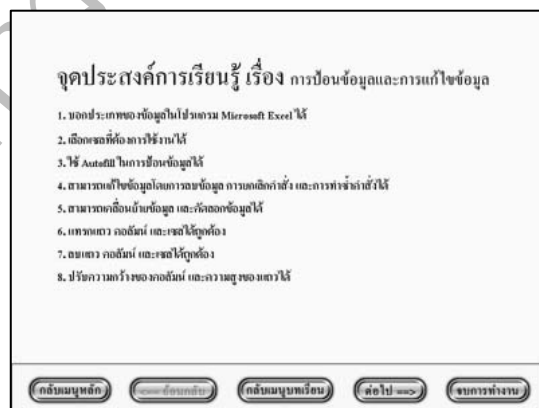 จุดประสงค์การเรียนรู้ เรื่อง การป้อนข้อมูลและการแก้ไขข้อมูล
1. บอกประเภทของข้อมูลในโปรแกรม Microsoft Excel ได้
2. เลือกเซลที่ต้องการใช้งานได้
3. ใช้ Autofill ในการป้อนข้อมูลได้
4. สามารถแก้ไขข้อมูลโดยการลบข้อมูล การยกเลิกคำสั่ง และการทำซ้ำคำสั่งได้
5. สามารถเคลื่อนย้ายข้อมูล และคัดลอกข้อมูลได้
6. แทรกแถว คอลัมน์ และเซลได้ถูกต้อง
7. ลบแถว คอลัมน์ และเซลได้ถูกต้อง
8. ปรับความกว้างของคอลัมน์ และความสูงของแถวได้
กลับเมนูหลัก <== ย้อนกลับ กลับเมนูบทเรียน ต่อไป ==> จบการทำงาน